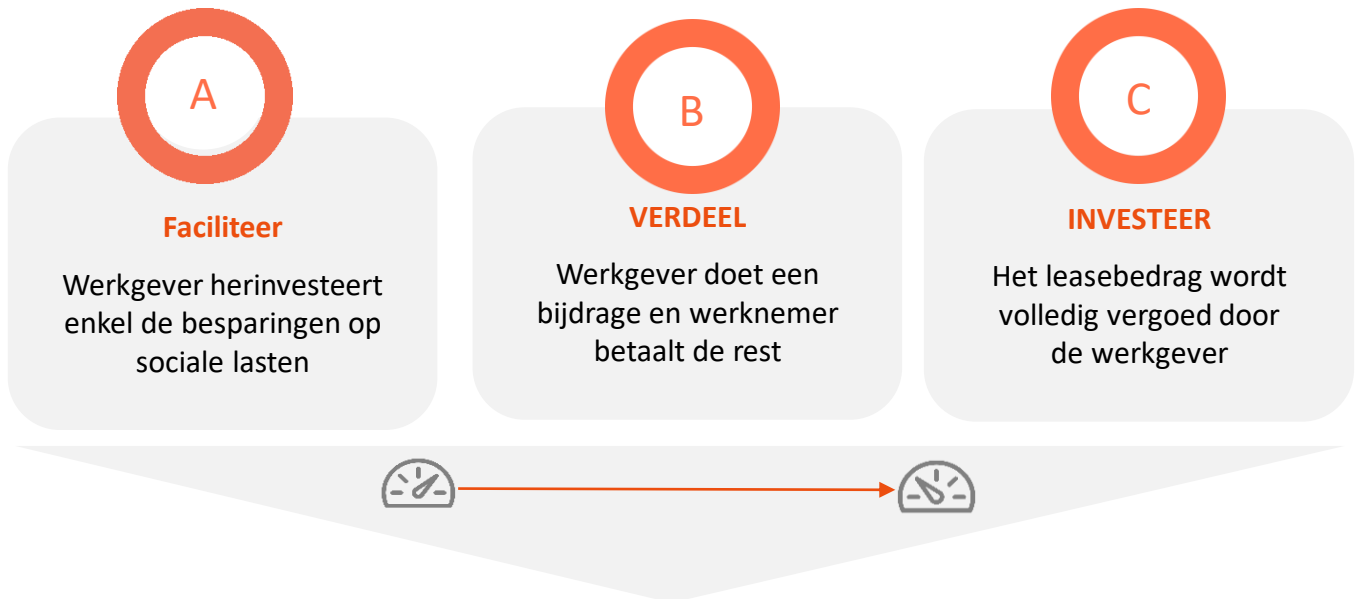 A
Faciliteer
Werkgever herinvesteert
enkel de besparingen op
sociale lasten
B
VERDEEL
Werkgever doet een
bijdrage en werknemer
betaalt de rest
C
INVESTEER
Het leasebedrag wordt
volledig vergoed door
de werkgever